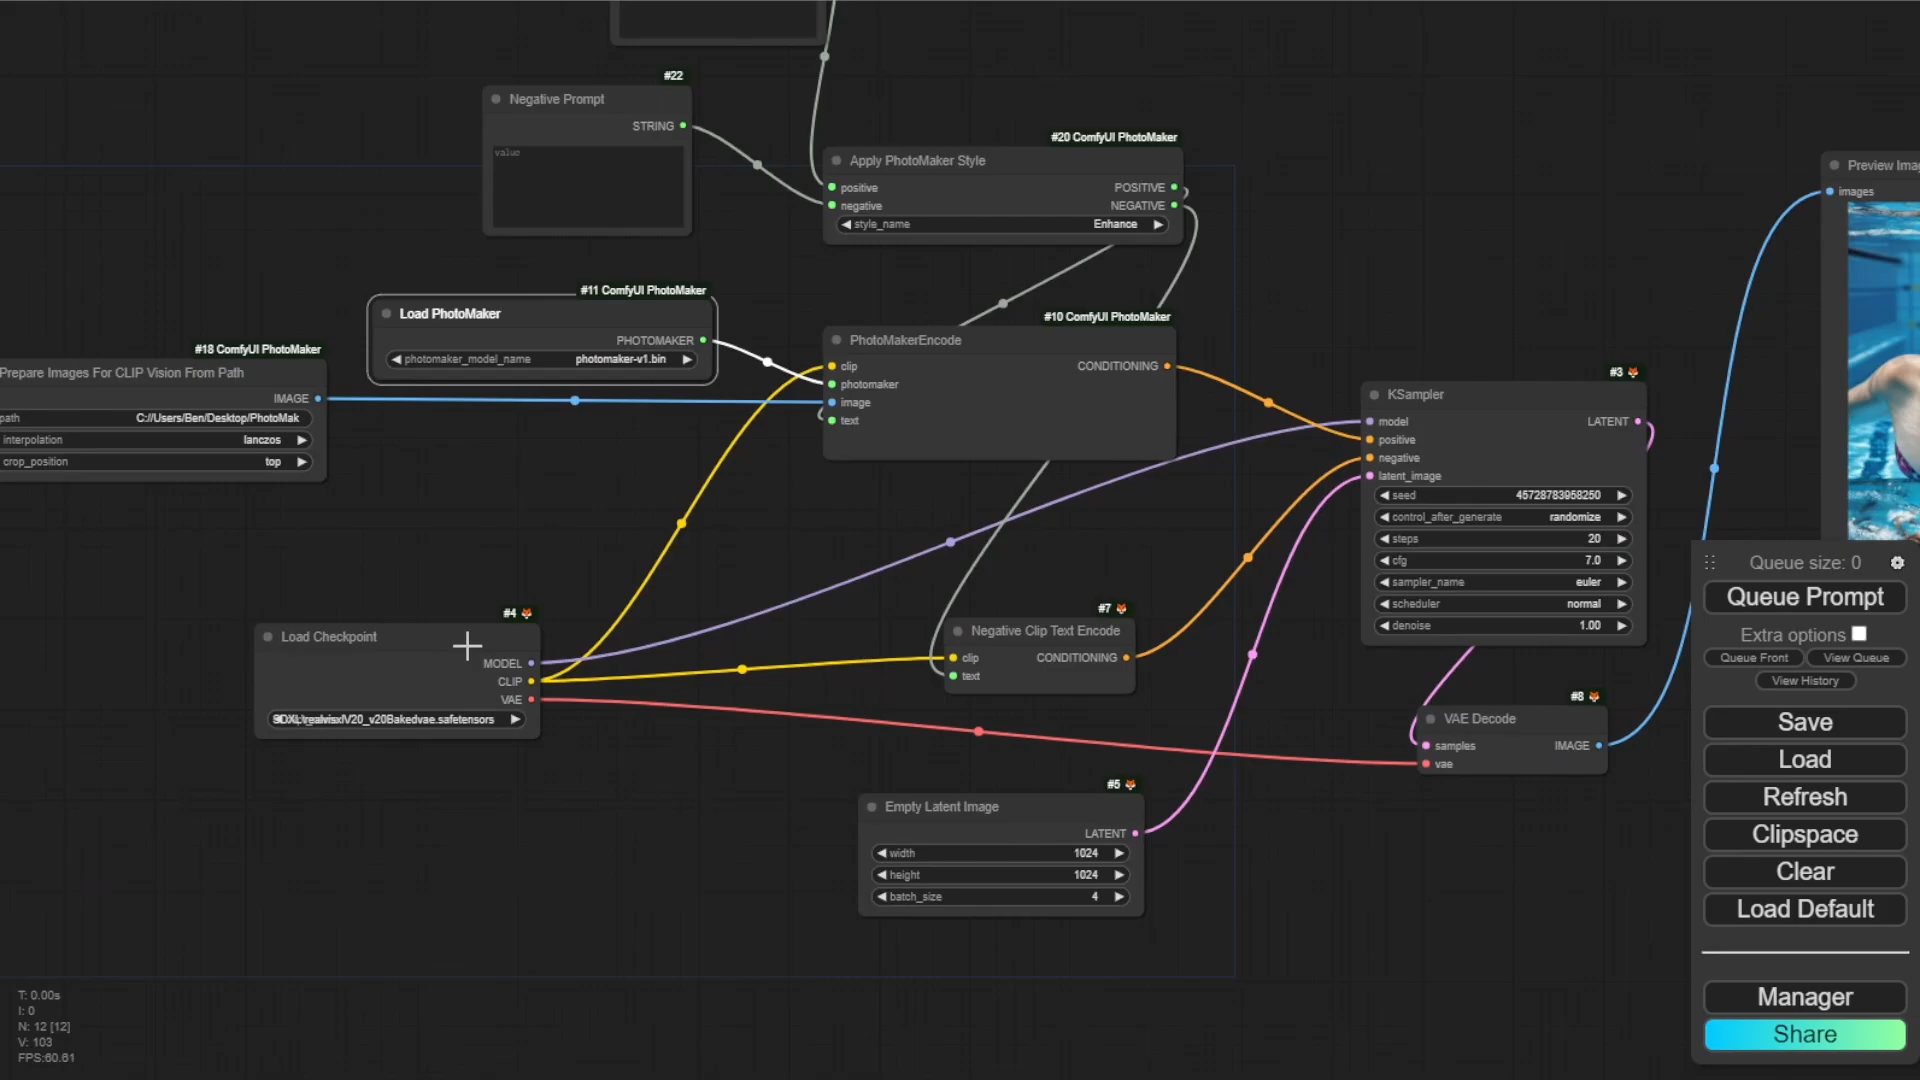 #22
Negative Prompt
STRING
value
#20 ComfyUI PhotoMaker
Apply PhotoMaker Style
positive
POSITIVE
negative
NEGATIVE
style_name
Enhance
Preview Imag
images
#11 ComfyUI PhotoMaker
Load PhotoMaker
PHOTOMAKER
photomaker_model_name
photomaker-v1.bin
#18 ComfyUI PhotoMaker
Prepare Images For CLIP Vision From Path
IMAGE
path
C://Users/Ben/Desktop/PhotoMak
interpolation
lanczos
crop_position
top
#10 ComfyUI PhotoMaker
PhotoMakerEncode
clip
CONDITIONING
photomaker
image
text
#3
KSampler
model
LATENT
positive
negative
latent_image
seed
45728783958250
control_after_generate
randomize
steps
20
cfg
7.0
sampler_name
euler
scheduler
normal
denoise
1.00
#4
Load Checkpoint
MODEL
CLIP
VAE
V20_v20Bakedvae.safetensors
#7
Negative Clip Text Encode
clip
CONDITIONING
text
#8
VAE Decode
samples
IMAGE
vae
#5
Empty Latent Image
LATENT
width
1024
height
1024
batch_size
4
Queue size: 0
Queue Prompt
Extra options
Queue Front
View Queue
View History
Save
Load
Refresh
Clipspace
Clear
Load Default
Manager
Share
T: 0.00s
I: 0
N: 12 [12]
V: 103
FPS:60.61